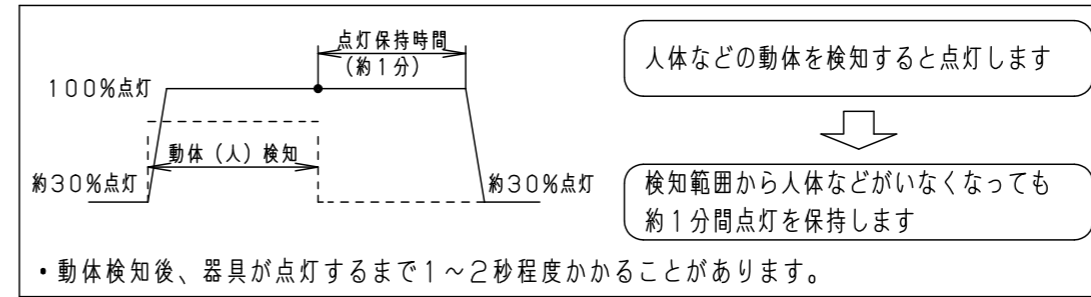 点灯保持時間
（約１分）
１００％点灯
動体（人）検知
約３０％点灯
約３０％点灯
人体などの動体を検知すると点灯します
検知範囲から人体などがいなくなっても
約１分間点灯を保持します
・動体検知後、器具が点灯するまで１～２秒程度かかることがあります。